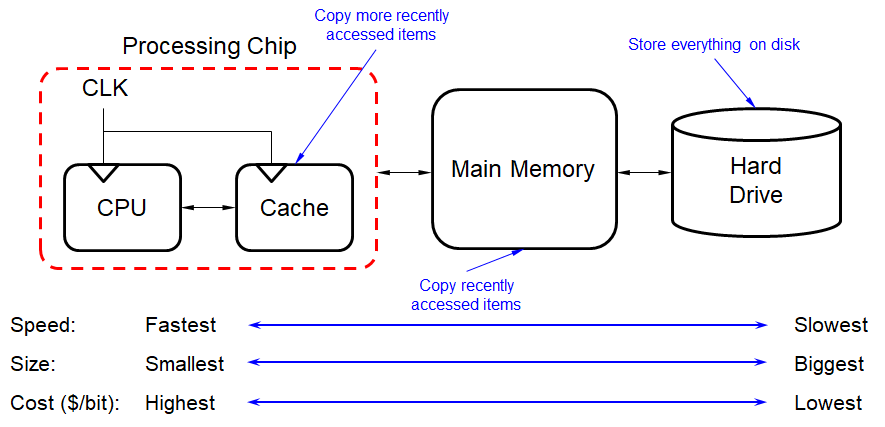 Copy more recently
accessed items
Processing Chip
Store everything on disk
CLK
CPU
Cache
Main Memory
Hard
Drive
Copy recently
accessed items
Speed: Fastest Slowest
Size: Smallest Biggest
Cost ($/bit): Highest Lowest